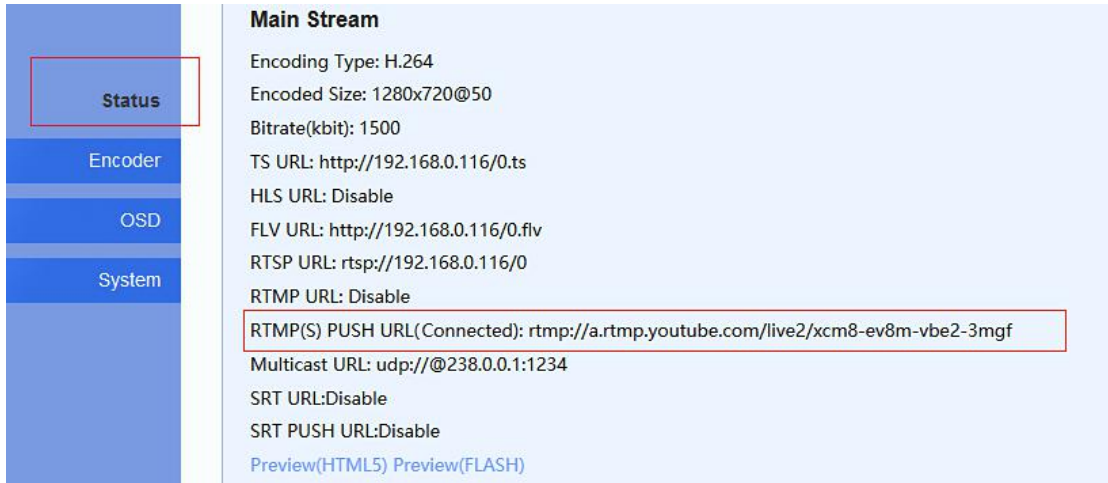 Main Stream
Encoding Type: H.264
Status
Encoded Size: 1280x720@50
Bitrate(kbit): 1500
Encoder
TS URL: http://192.168.0.116/0.ts
HLS URL: Disable
OSD
FLV URL: http://192.168.0.116/0.flv
RTSP URL: rtsp://192.168.0.116/0
System
RTMP URL: Disable
RTMP(S) PUSH URL(Connected): rtmp://a.rtmp.youtube.com/live2/xcm8-ev8m-vbe2-3mgf
Multicast URL: udp://@238.0.0.1:1234
SRT URL:Disable
SRT PUSH URL:Disable
Preview(HTML5) Preview(FLASH)